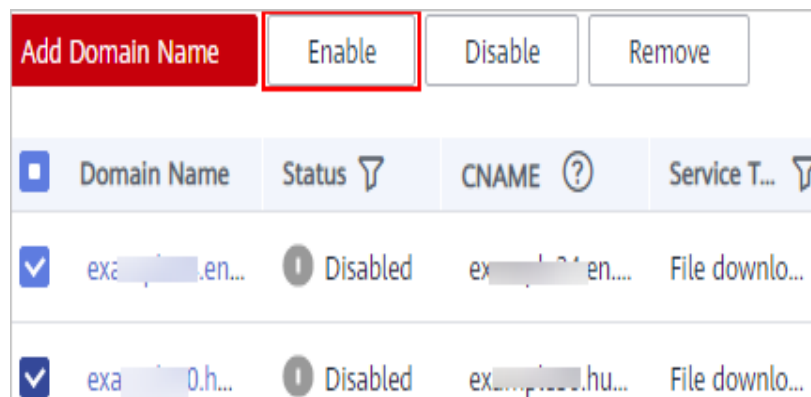 Add Domain Name Enable Disable Remove
Domain Name Status CNAME ? Service T...
Disabled File downlo...
Disabled File downlo...